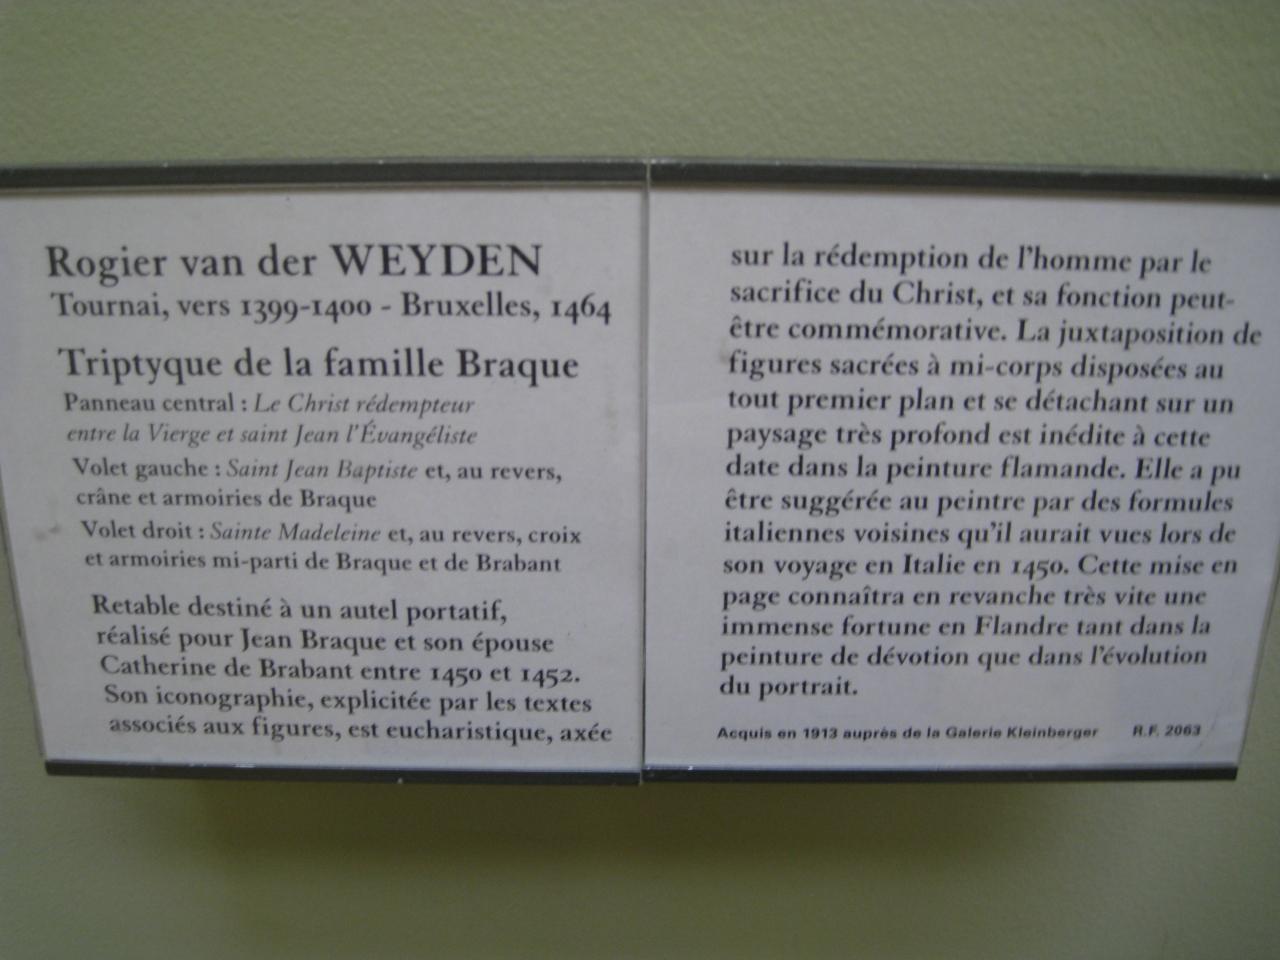 Rogier van der WEYDEN
Tournai, vers 1399-1400 - Bruxelles, 1464
Triptyque de la famille Braque
Panneau central : Le Christ rédempteur
entre la Vierge et saint Jean l'Évangéliste
Volet gauche : Saint Jean Baptiste et, au revers,
crâne et armoiries de Braque
Volet droit : Sainte Madeleine et, au revers, croix
et armoiries mi-parti de Braque et de Brabant
Retable destiné à un autel portatif,
réalisé pour Jean Braque et son épouse
Catherine de Brabant entre 1450 et 1452.
Son iconographie, explicitée par les textes
associés aux figures, est eucharistique, axée
sur la rédemption de l'homme par le
sacrifice du Christ, et sa fonction peut-
être commémorative. La juxtaposition de
figures sacrées à mi-corps disposées au
tout premier plan et se détachant sur un
paysage très profond est inédite à cette
date dans la peinture flamande. Elle a pu
être suggérée au peintre par des formules
italiennes voisines qu'il aurait vues lors de
son voyage en Italie en 1450. Cette mise en
page connaîtra en revanche très vite une
immense fortune en Flandre tant dans la
peinture de dévotion que dans l'évolution
du portrait.
Acquis en 1913 auprès de la Galerie Kleinberger R.F. 2063